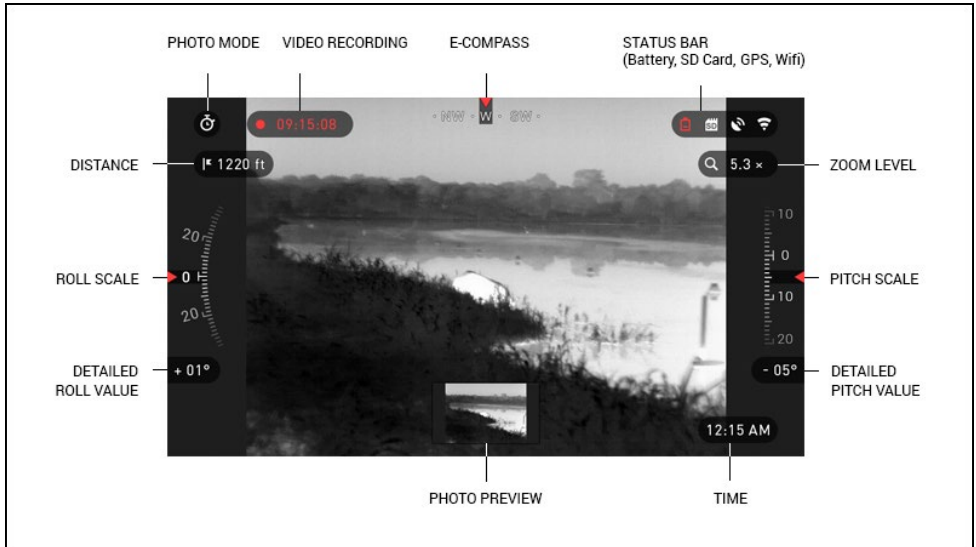 PHOTO MODE
VIDEO RECORDING
E-COMPASS
STATUS BAR
(Battery, SD Card, GPS, Wifi)
09:15:08
NW · W · SW
SD
DISTANCE
1220 ft
5.3 ×
ZOOM LEVEL
20
10
0
ROLL SCALE
0
PITCH SCALE
10
20
20
DETAILED
ROLL VALUE
+ 01°
- 05°
DETAILED
PITCH VALUE
12:15 AM
PHOTO PREVIEW
TIME